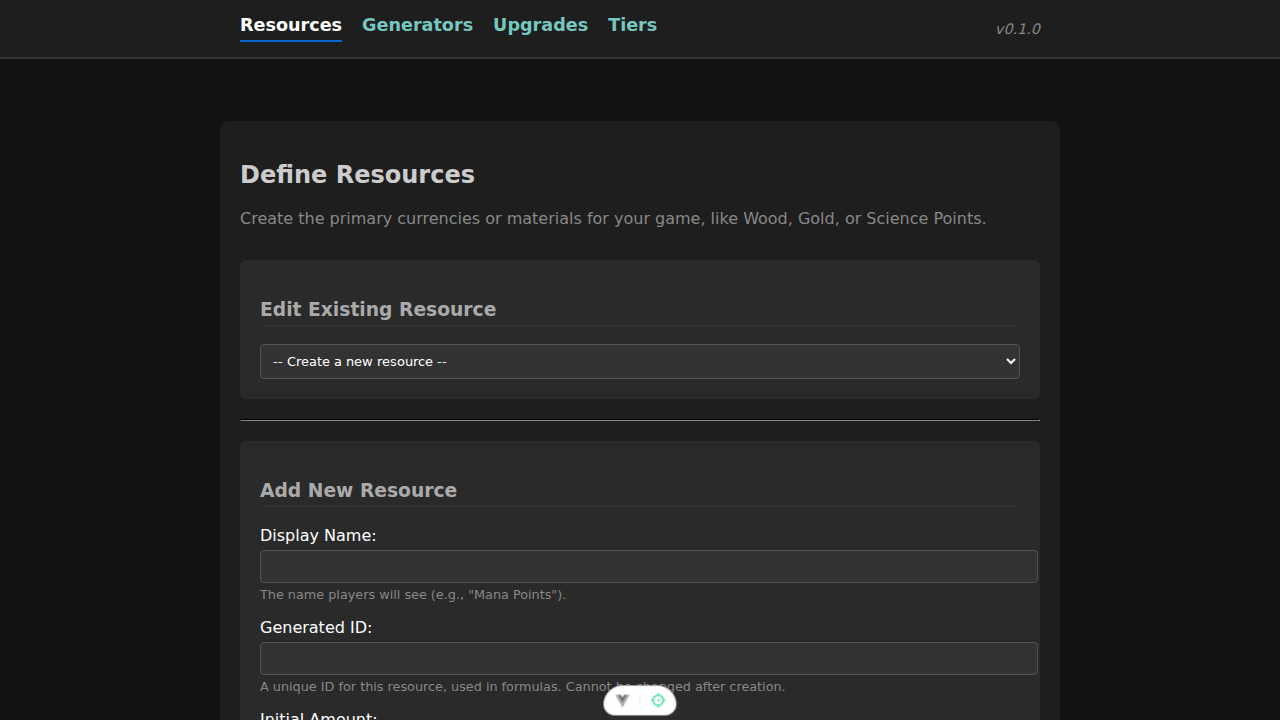 Resources Generators Upgrades Tiers v0.1.0
Define Resources
Create the primary currencies or materials for your game, like Wood, Gold, or Science Points.
Edit Existing Resource
-- Create a new resource --
Add New Resource
Display Name:
The name players will see (e.g., "Mana Points").
Generated ID:
A unique ID for this resource, used in formulas. Cannot be changed after creation.
Initial Amount: